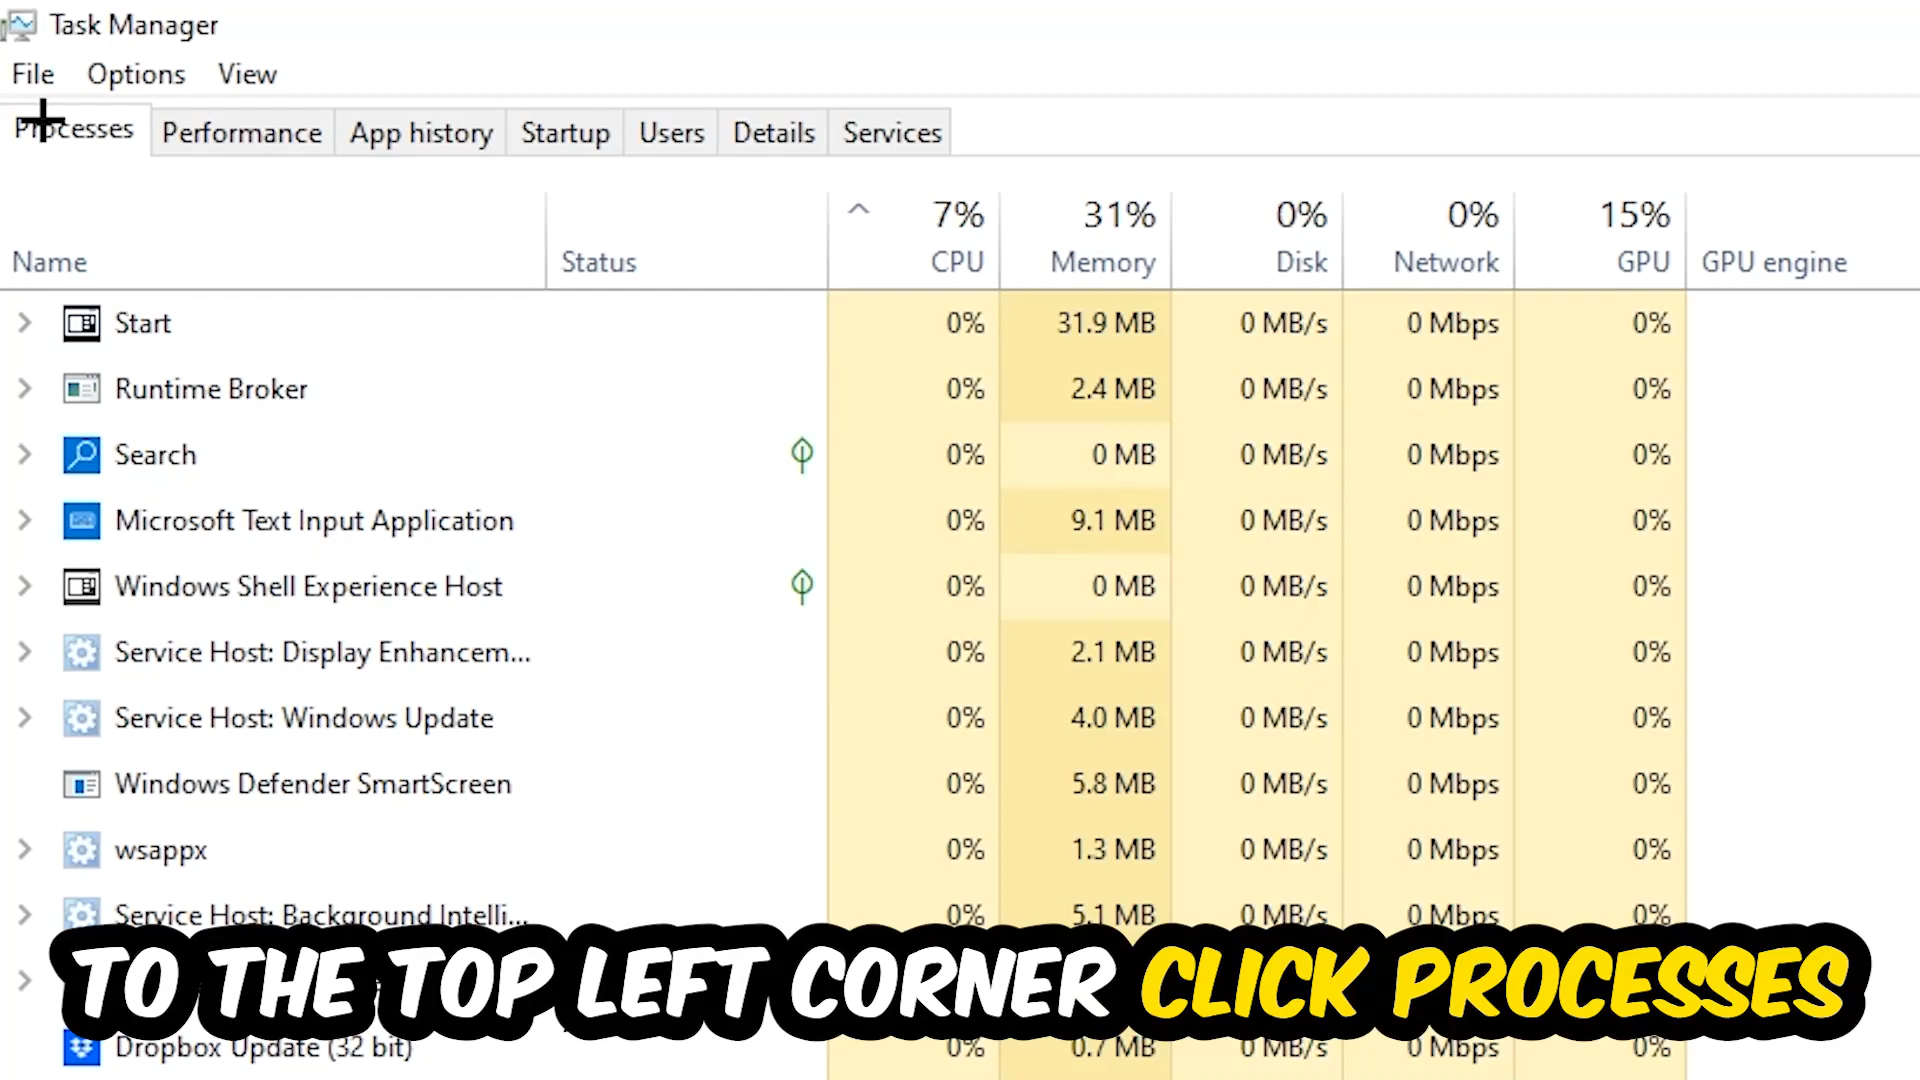 Task Manager
File Options View
Processes Performance App history Startup Users Details Services
7% 31% 0% 0% 15%
Name Status CPU Memory Disk Network GPU GPU engine
Start 0% 31.9 MB 0 MB/s 0 Mbps 0%
Runtime Broker 0% 2.4 MB 0 MB/s 0 Mbps 0%
Search 0% 0 MB 0 MB/s 0 Mbps 0%
Microsoft Text Input Application 0% 9.1 MB 0 MB/s 0 Mbps 0%
Windows Shell Experience Host 0% 0 MB 0 MB/s 0 Mbps 0%
Service Host: Display Enhancem... 0% 2.1 MB 0 MB/s 0 Mbps 0%
Service Host: Windows Update 0% 4.0 MB 0 MB/s 0 Mbps 0%
Windows Defender SmartScreen 0% 5.8 MB 0 MB/s 0 Mbps 0%
wsappx 0% 1.3 MB 0 MB/s 0 Mbps 0%
Service Host: Background Intelli... 0% 5.1 MB 0 MB/s 0 Mbps 0%
TO THE TOP LEFT CORNER CLICK PROCESSES
Dropbox Update (32 bit) 0% 0.7 MB 0 MB/s 0 Mbps 0%